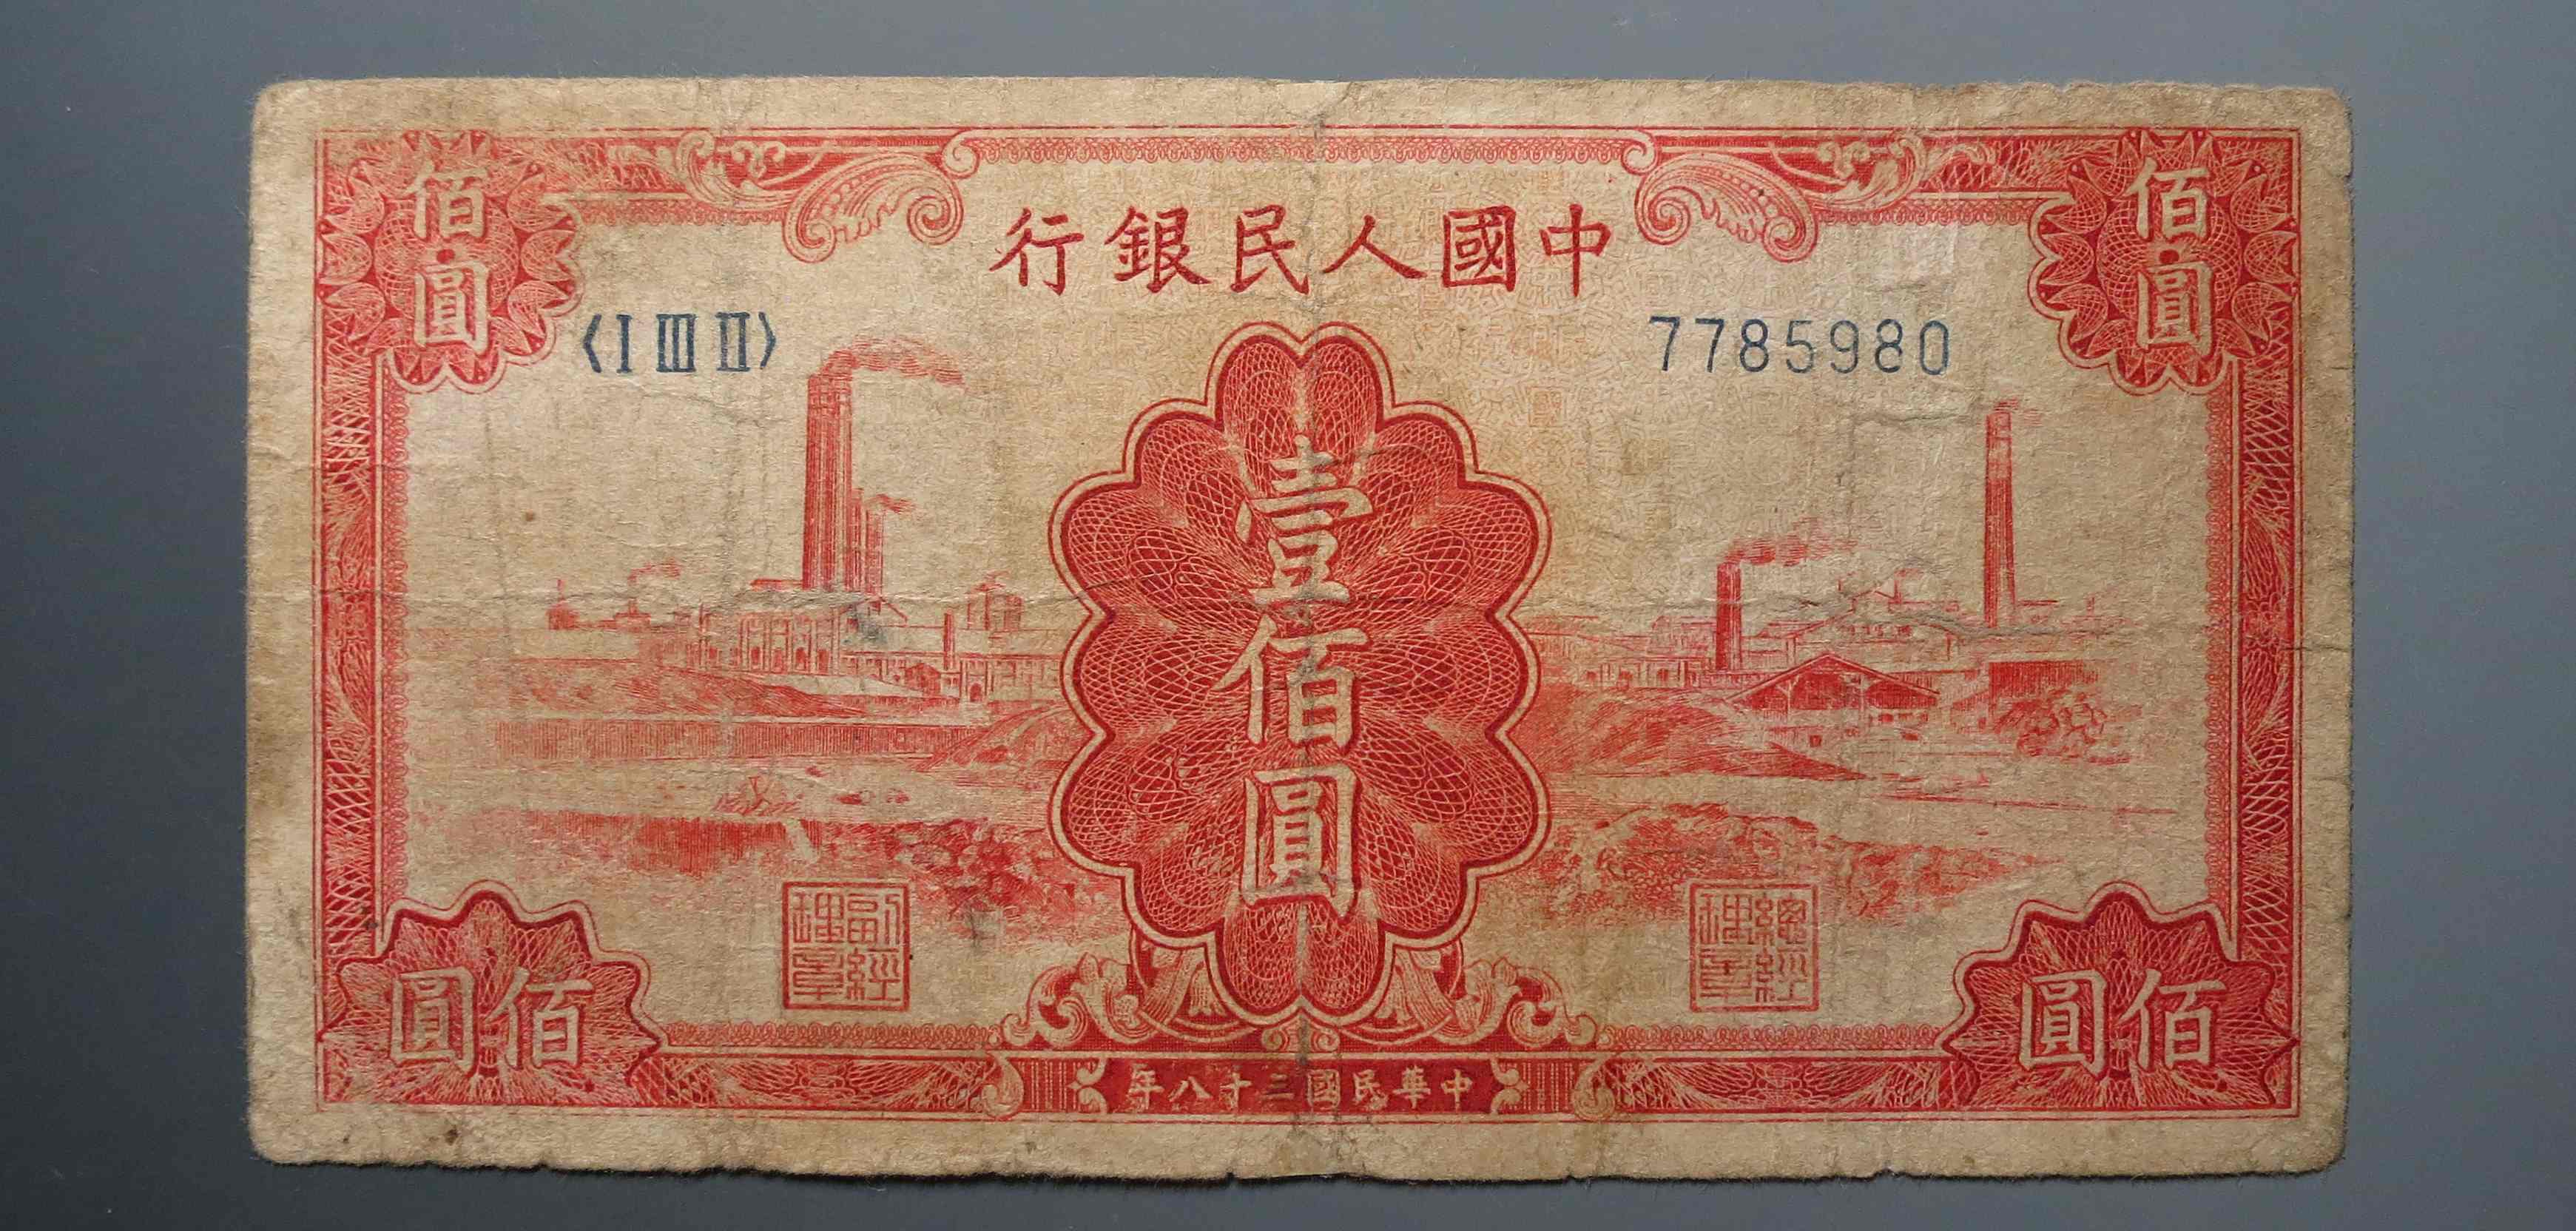 佰圓
佰圓
中國人民銀行
〈I III II〉
7785980
壹佰圓
總經理章
副經理章
佰圓
佰圓
中華民國三十八年